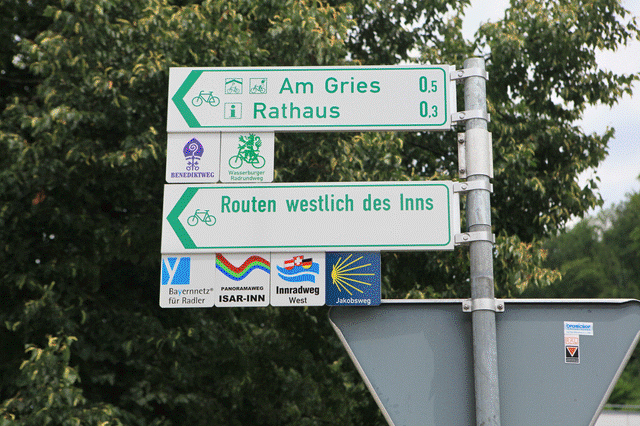 Am Gries 0,5
i Rathaus 0,3
BENEDIKTWEG
Wasserburger
Radrundweg
Routen westlich des Inns
Bayernnetz®
für Radler
PANORAMAWEG
ISAR-INN
Innradweg
West
Jakobsweg